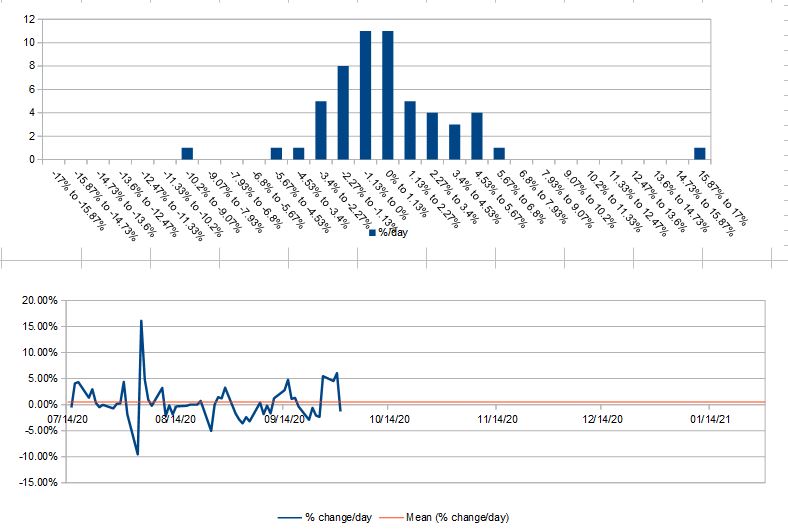 12
10
8
6
4
2
0
-17% to -15.87%
-15.87% to -14.73%
-14.73% to -13.6%
-13.6% to -12.47%
-12.47% to -11.33%
-11.33% to -10.2%
-10.2% to -9.07%
-9.07% to -7.93%
-7.93% to -6.8%
-6.8% to -5.67%
-5.67% to -4.53%
-4.53% to -3.4%
-3.4% to -2.27%
-2.27% to -1.13%
-1.13% to 0%
0% to 1.13%
1.13% to 2.27%
2.27% to 3.4%
3.4% to 4.53%
4.53% to 5.67%
5.67% to 6.8%
6.8% to 7.93%
7.93% to 9.07%
9.07% to 10.2%
10.2% to 11.33%
11.33% to 12.47%
12.47% to 13.6%
13.6% to 14.73%
14.73% to 15.87%
15.87% to 17%
%/day
20.00%
15.00%
10.00%
5.00%
0.00%
-5.00%
-10.00%
-15.00%
07/14/20
08/14/20
09/14/20
10/14/20
11/14/20
12/14/20
01/14/21
% change/day
Mean (% change/day)